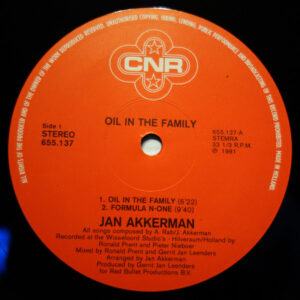 CNR
OIL IN THE FAMILY
Side 1
STEREO
655.137
655.137-A
STEMRA
33 1/3 R.P.M.
℗ 1981
1. OIL IN THE FAMILY (6'22)
2. FORMULA N-ONE (9'40)
JAN AKKERMAN
All songs composed by A. Rab/J. Akkerman
Recorded at the Wisseloord Studio's - Hilversum/Holland by
Ronald Prent and Pieter Nieboer
Mixed by Ronald Prent and Gerrit Jan Leenders
Arranged by Jan Akkerman
Produced by Gerrit Jan Leenders
for Red Bullet Productions B.V.